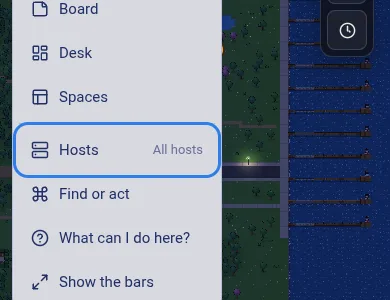 Board
Desk
Spaces
Hosts All hosts
Find or act
What can I do here?
Show the bars